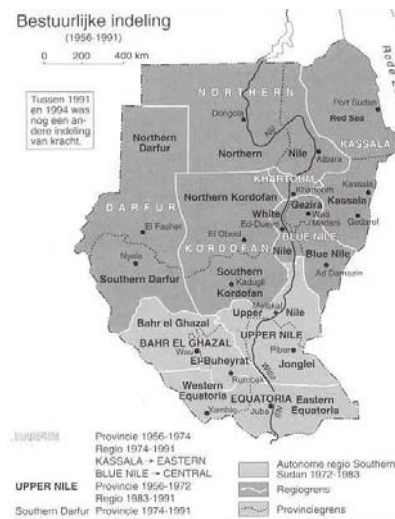 Bestuurlijke indeling
(1956-1991)
0 200 400 km
Tussen 1991
en 1994 was
nog een an-
dere indeling
van kracht.
Rode
NORTHERN
Dongola
Nijl
Port Sudan
Red Sea
Northern
Darfur
Northern
Nile
Atbara
KASSALA
KHARTOUM
Khartoum
Kassala
Kassala
Northern Kordofan
Gezira
White
Wad
Medani
Gedaref
DARFUR
El Fasher
Ed-Dueim
El Obeid
BLUE NILE
KORDOFAN
Nile
Blue Nile
Nyala
Southern
Ad Damazin
Southern Darfur
Kadugli
Kordofan
Malakal
Upper
Nile
Bahr el Ghazal
UPPER NILE
BAHR EL GHAZAL
Wau
Pibor
El-Buheyrat
Jonglei
Western
Equatoria
Rumbek
Witte
EQUATORIA
Eastern
Equatoria
Yambio
Juba
Nijl
Provincie 1956-1974
Regio 1974-1991
KASSALA → EASTERN
BLUE NILE → CENTRAL
UPPER NILE Provincie 1956-1972
Regio 1983-1991
Southern Darfur Provincie 1974-1991
Autonome regio Southern
Sudan 1972-1983
Regiogrens
Provinciegrens